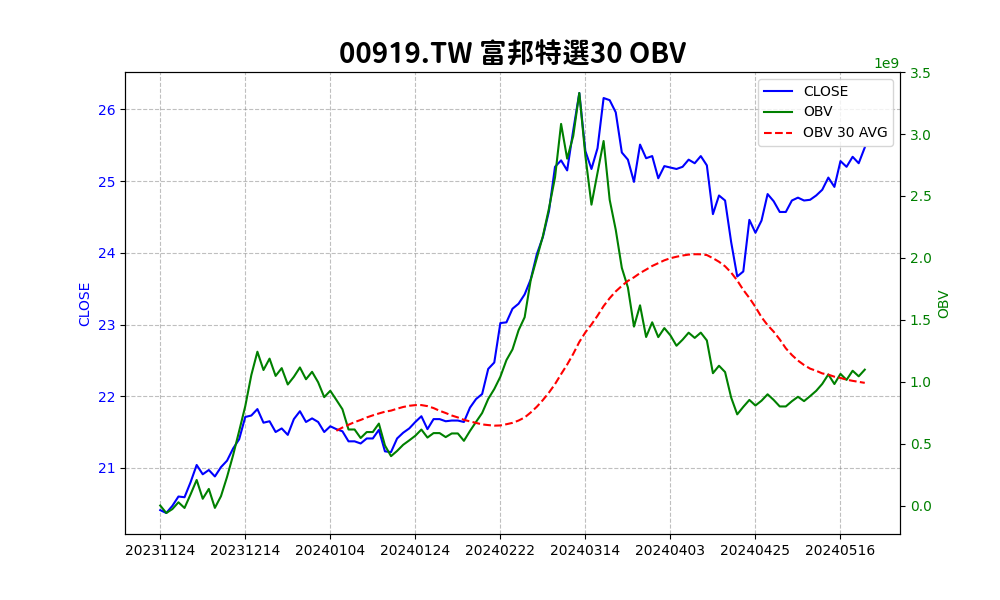 00919.TW 富邦特選30 OBV
1e9
CLOSE
OBV
OBV 30 AVG
26
25
24
23
22
21
CLOSE
3.5
3.0
2.5
2.0
1.5
1.0
0.5
0.0
OBV
20231124 20231214 20240104 20240124 20240222 20240314 20240403 20240425 20240516